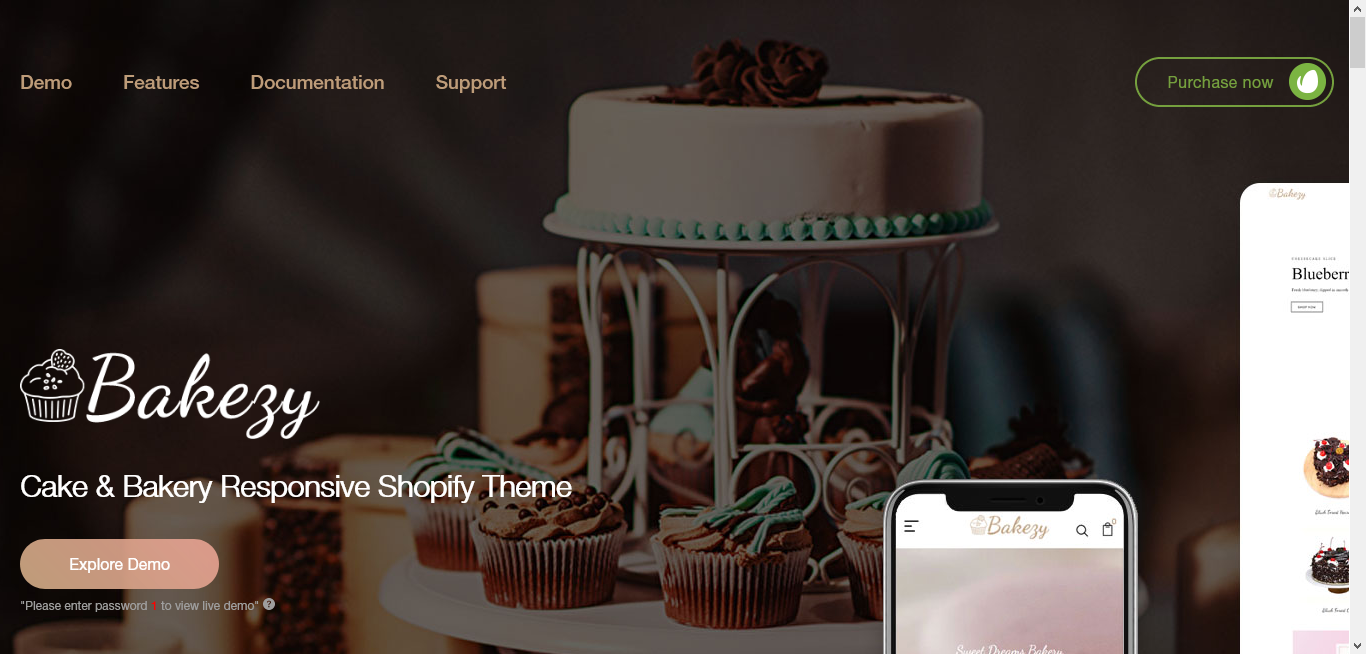 Demo Features Documentation Support Purchase now
Bakezy
Blueberr
SHOP NOW
Bakezy
Cake & Bakery Responsive Shopify Theme
Bakezy
0
Explore Demo
"Please enter password 1 to view live demo" ?
Sweet Dreams Bakery